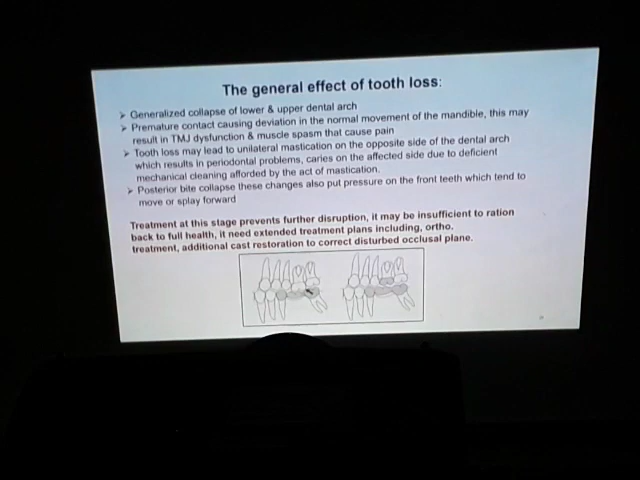 The general effect of tooth loss:
➢ Generalized collapse of lower & upper dental arch
➢ Premature contact causing deviation in the normal movement of the mandible, this may
result in TMJ dysfunction & muscle spasm that cause pain
➢ Tooth loss may lead to unilateral mastication on the opposite side of the dental arch
which results in periodontal problems, caries on the affected side due to deficient
mechanical cleaning afforded by the act of mastication.
➢ Posterior bite collapse these changes also put pressure on the front teeth which tend to
move or splay forward
Treatment at this stage prevents further disruption, it may be insufficient to ration
back to full health, it need extended treatment plans including, ortho.
treatment, additional cast restoration to correct disturbed occlusal plane.